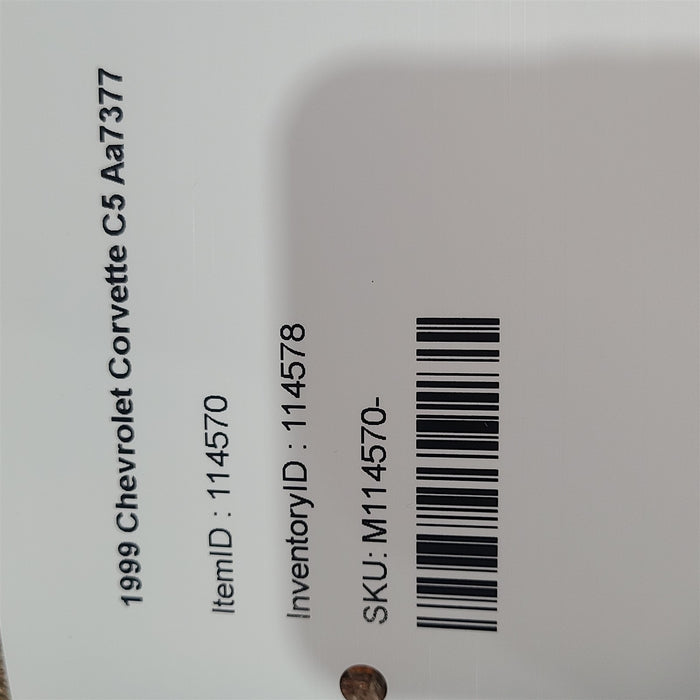 1999 Chevrolet Corvette C5 Aa7377
ItemID : 114570
InventoryID : 114578
SKU: M114570-